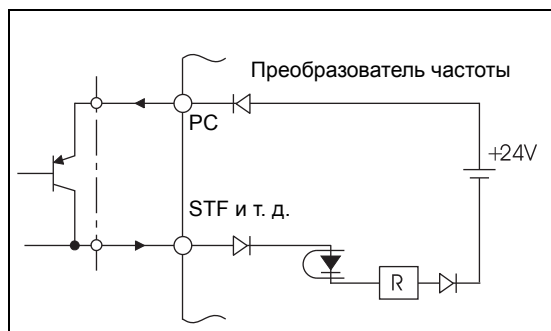 Преобразователь частоты
PC
+24V
STF и т. д.
R